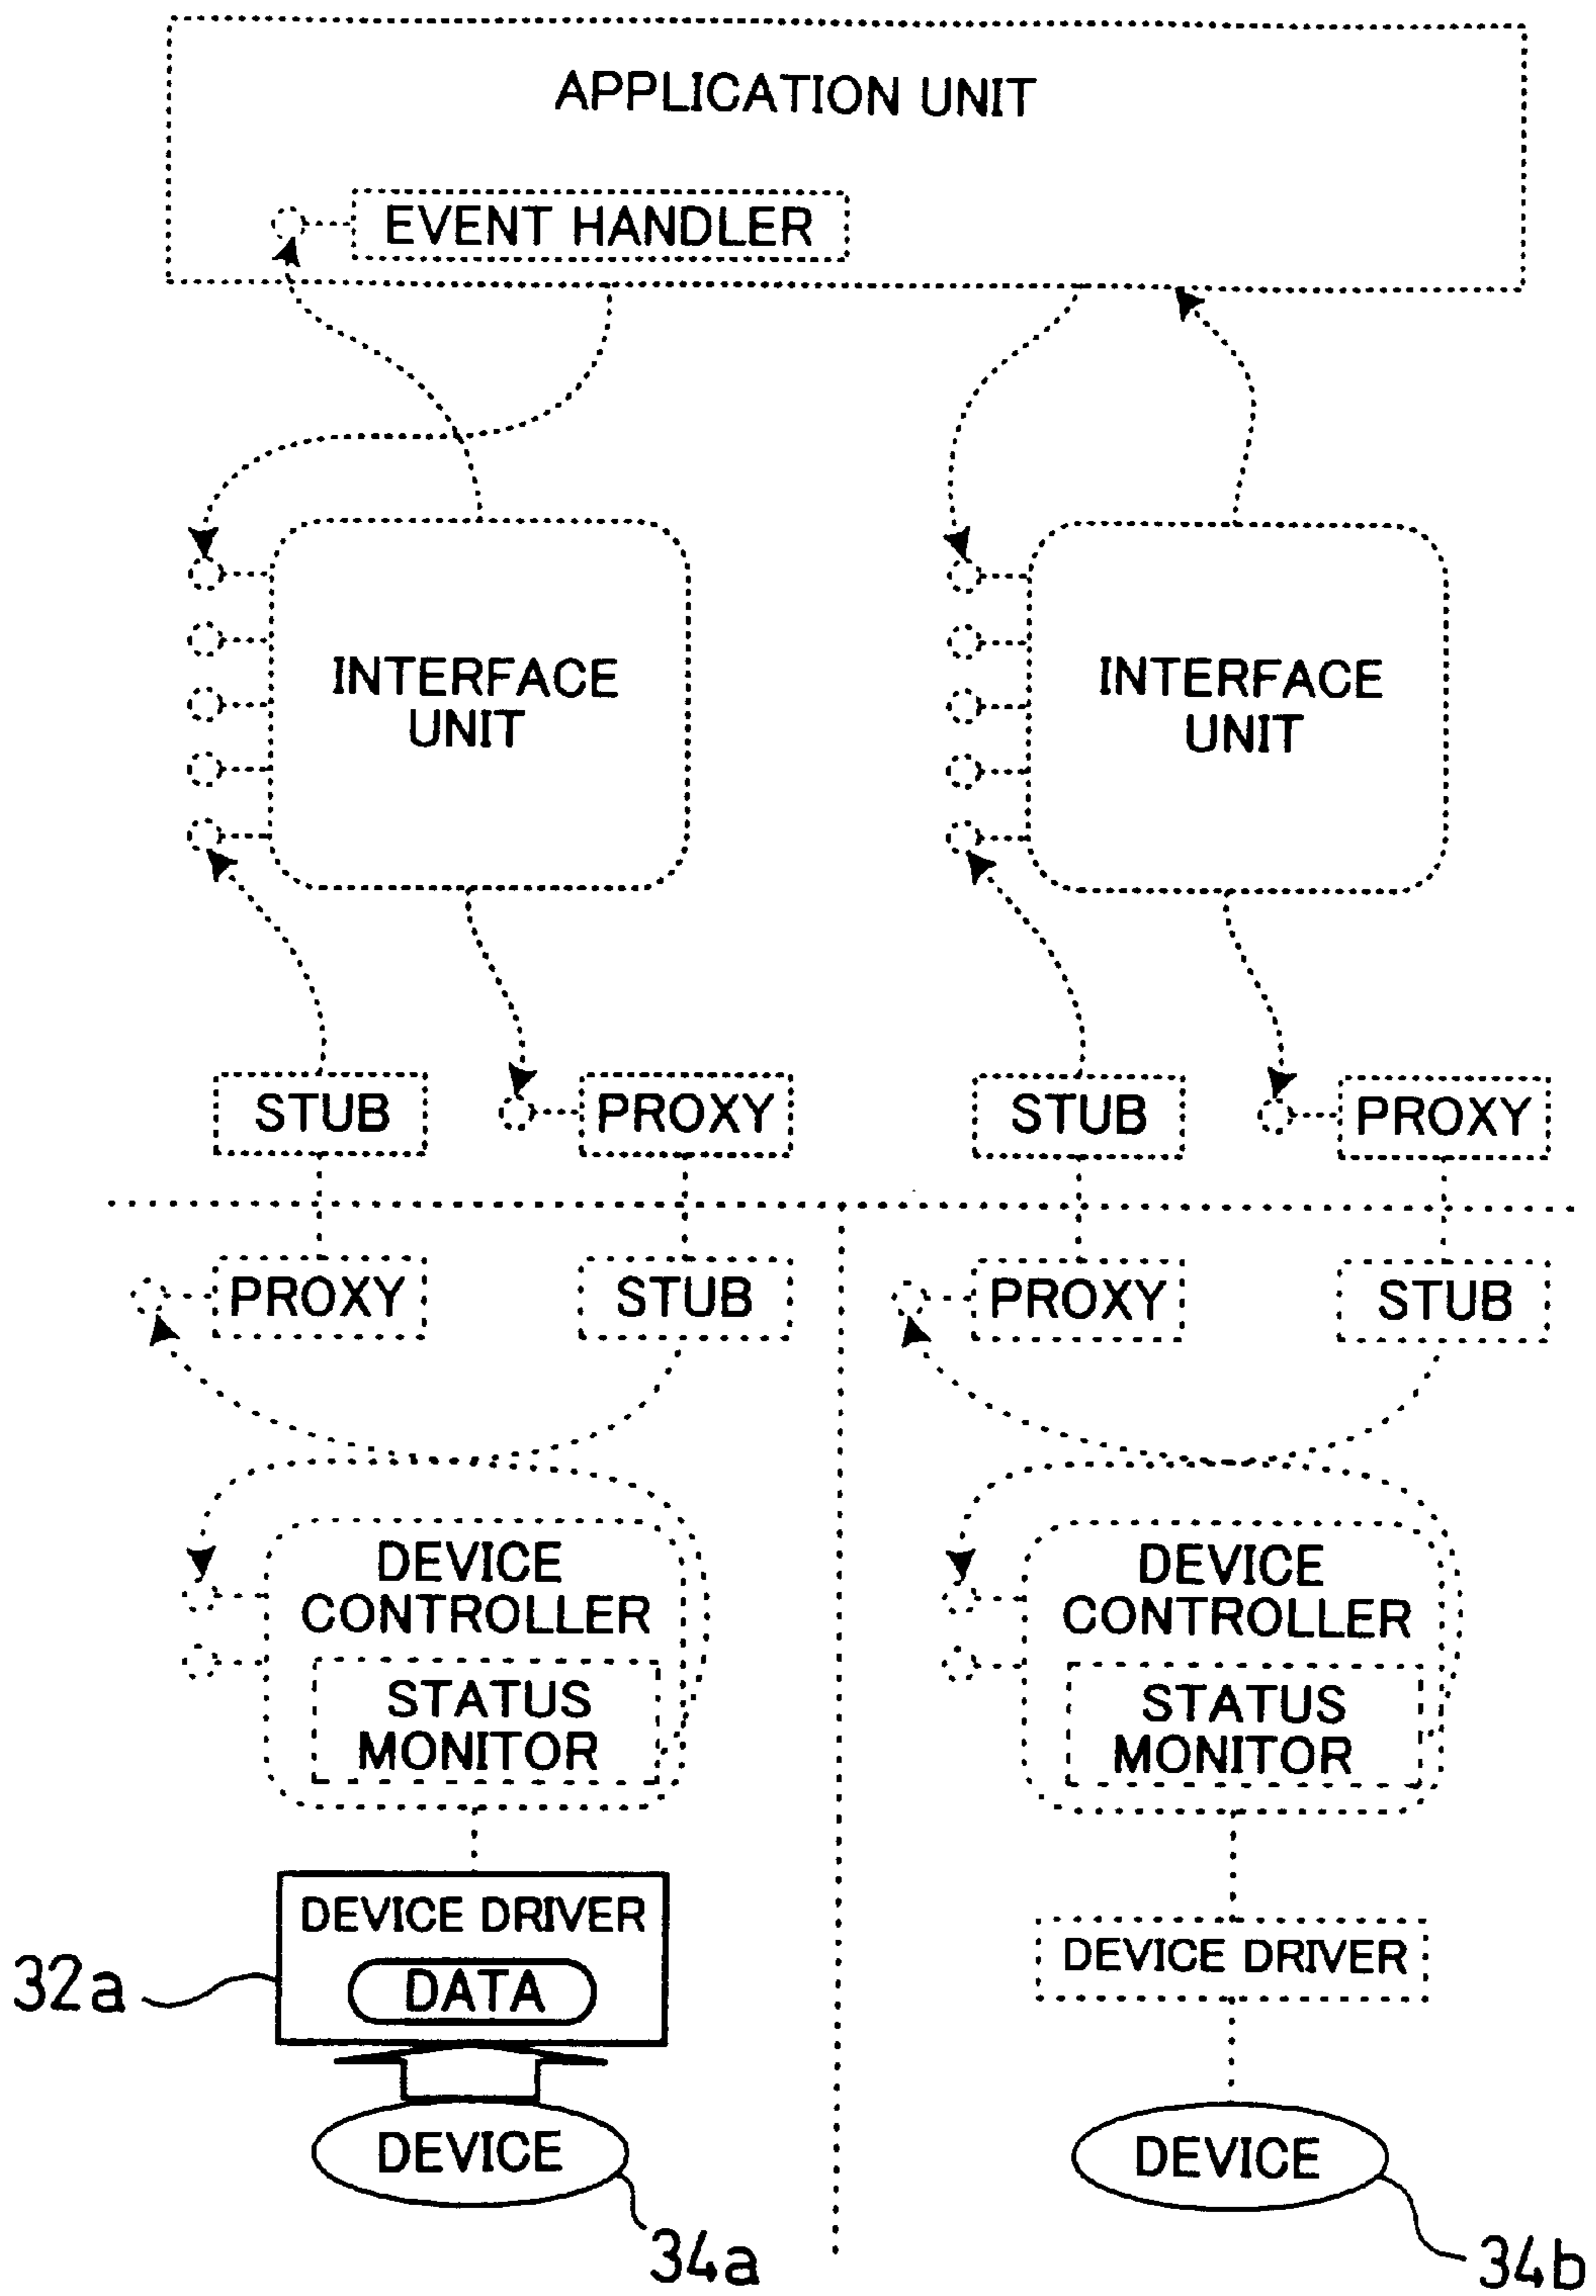 APPLICATION UNIT
EVENT HANDLER
INTERFACE
UNIT
INTERFACE
UNIT
STUB
PROXY
STUB
PROXY
PROXY
STUB
PROXY
STUB
DEVICE
CONTROLLER
STATUS
MONITOR
DEVICE
CONTROLLER
STATUS
MONITOR
DEVICE DRIVER
DATA
32a
DEVICE DRIVER
DEVICE
34a
DEVICE
34b